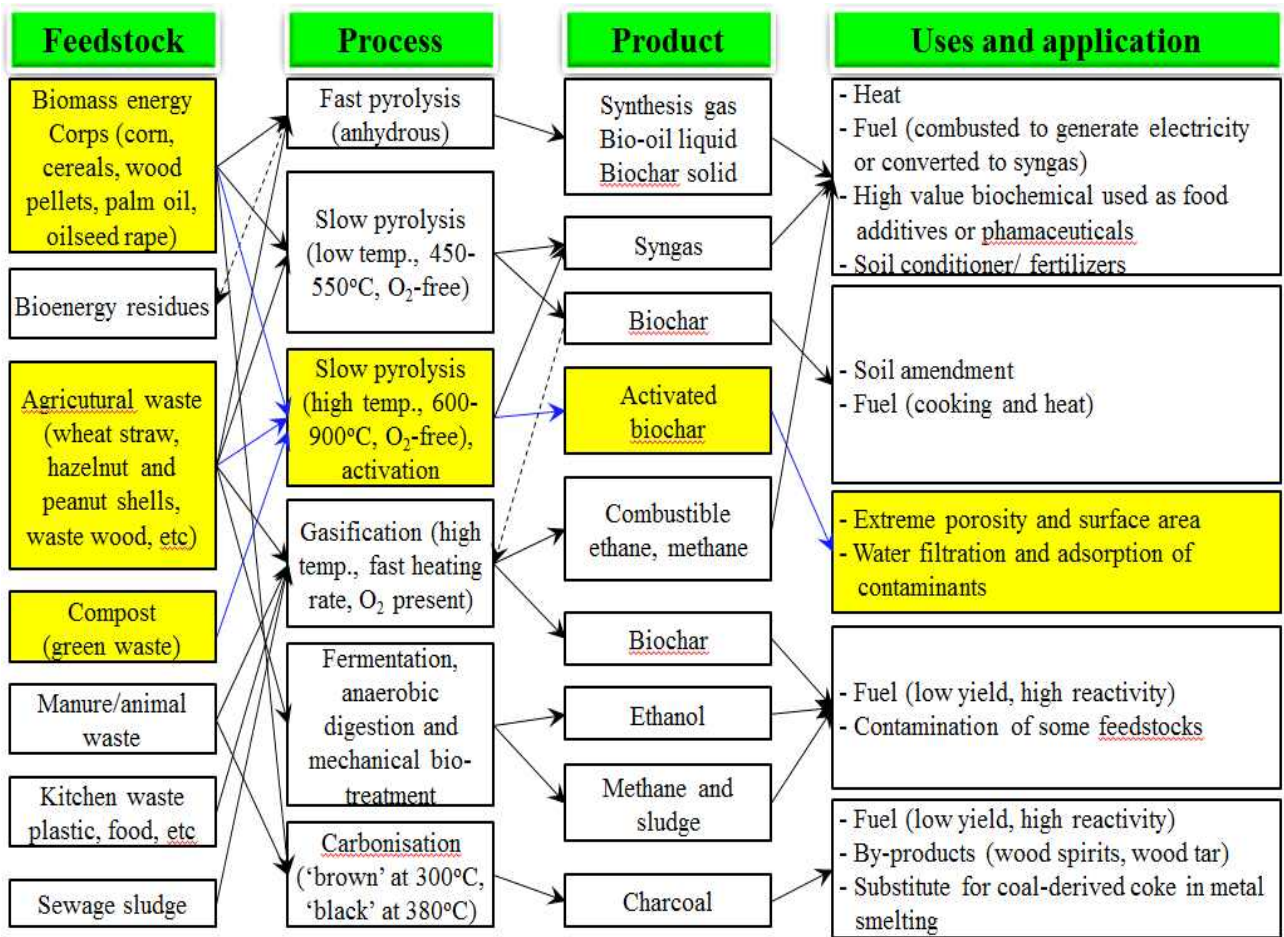 Feedstock
Biomass energy
Corps (corn,
cereals, wood
pellets, palm oil,
oilseed rape)
Bioenergy residues
Agricutural waste
(wheat straw,
hazelnut and
peanut shells,
waste wood, etc)
Compost
(green waste)
Manure/animal
waste
Kitchen waste
plastic, food, etc
Sewage sludge
Process
Fast pyrolysis
(anhydrous)
Slow pyrolysis
(low temp., 450-
550°C, O₂-free)
Slow pyrolysis
(high temp., 600-
900°C, O₂-free),
activation
Gasification (high
temp., fast heating
rate, O₂ present)
Fermentation,
anaerobic
digestion and
mechanical bio-
treatment
Carbonisation
(‘brown’ at 300°C,
‘black’ at 380°C)
Product
Synthesis gas
Bio-oil liquid
Biochar solid
Syngas
Biochar
Activated
biochar
Combustible
ethane, methane
Biochar
Ethanol
Methane and
sludge
Charcoal
Uses and application
- Heat
- Fuel (combusted to generate electricity
or converted to syngas)
- High value biochemical used as food
additives or phamaceuticals
- Soil conditioner/ fertilizers
- Soil amendment
- Fuel (cooking and heat)
- Extreme porosity and surface area
- Water filtration and adsorption of
contaminants
- Fuel (low yield, high reactivity)
- Contamination of some feedstocks
- Fuel (low yield, high reactivity)
- By-products (wood spirits, wood tar)
- Substitute for coal-derived coke in metal
smelting